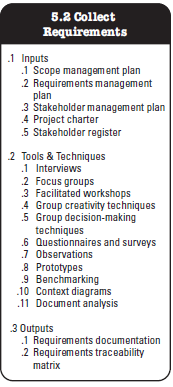 5.2 Collect
Requirements
.1 Inputs
.1 Scope management plan
.2 Requirements management
plan
.3 Stakeholder management plan
.4 Project charter
.5 Stakeholder register
.2 Tools & Techniques
.1 Interviews
.2 Focus groups
.3 Facilitated workshops
.4 Group creativity techniques
.5 Group decision-making
techniques
.6 Questionnaires and surveys
.7 Observations
.8 Prototypes
.9 Benchmarking
.10 Context diagrams
.11 Document analysis
.3 Outputs
.1 Requirements documentation
.2 Requirements traceability
matrix